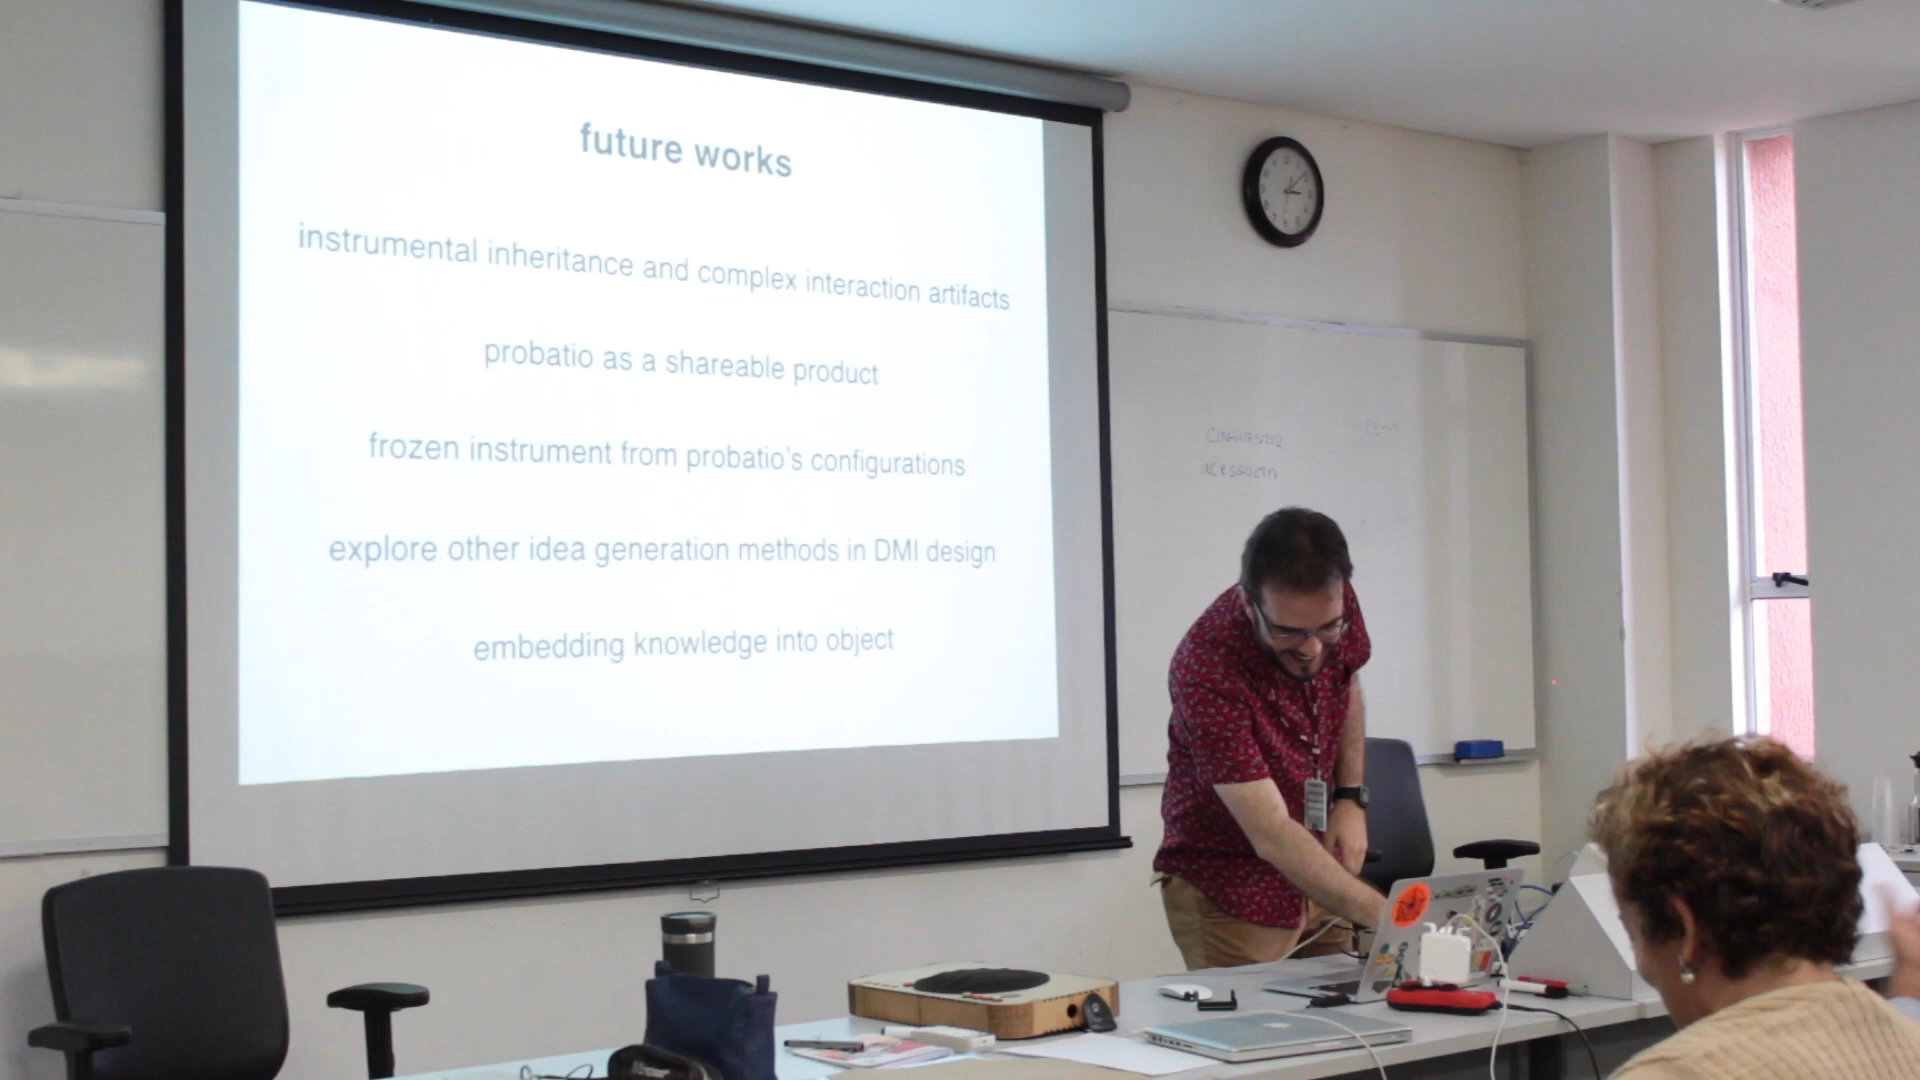 future works
instrumental inheritance and complex interaction artifacts
probatio as a shareable product
frozen instrument from probatio's configurations
explore other idea generation methods in DMI design
embedding knowledge into object
acessocin